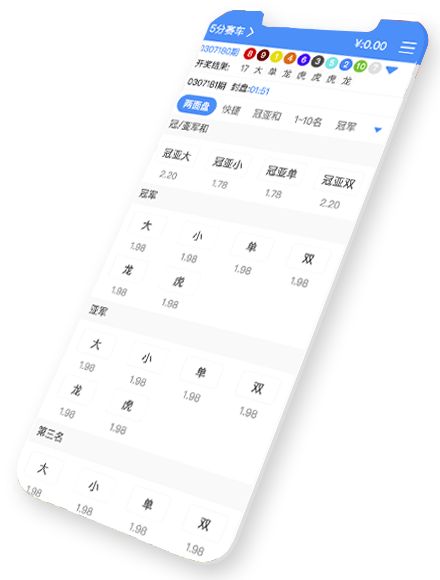 5分赛车 ¥:0.00
0307180期 8 9 1 4 6 3 5 2 10 7
开奖结果: 17 大 单 龙 虎 虎 虎 龙
0307181期 封盘:01:51
两面盘 快捷 冠亚和 1~10名 冠军
冠/亚军和
冠亚大 冠亚小 冠亚单 冠亚双
2.20 1.78 1.78 2.20
冠军
大 小 单 双
1.98 1.98 1.98 1.98
龙 虎
1.98 1.98
亚军
大 小 单 双
1.98 1.98 1.98 1.98
龙 虎
1.98 1.98
第三名
大 小 单 双
1.98 1.98 1.98 1.98